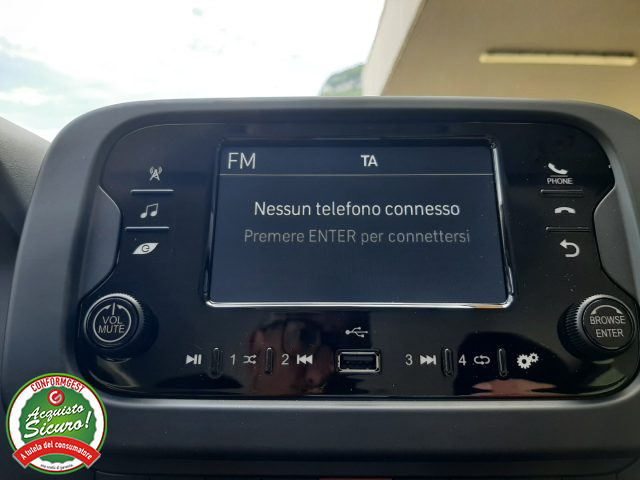 FM
TA
Nessun telefono connesso
Premere ENTER per connettersi
PHONE
VOL
MUTE
BROWSE
ENTER
1
2
3
4
CONFORMGEST
Acquisto
Sicuro!
A tutela del consumatore